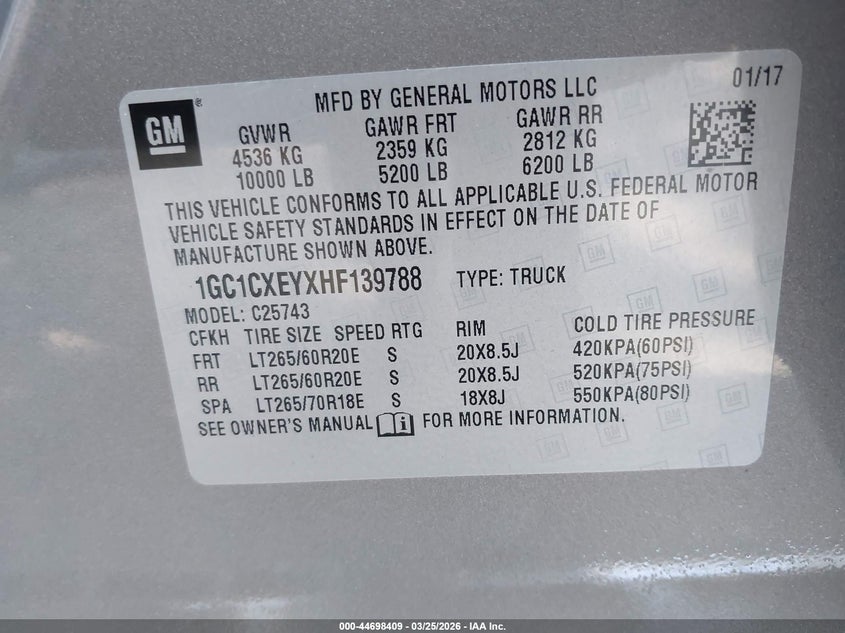 GM ®
MFD BY GENERAL MOTORS LLC 01/17
GVWR GAWR FRT GAWR RR
4536 KG 2359 KG 2812 KG
10000 LB 5200 LB 6200 LB
THIS VEHICLE CONFORMS TO ALL APPLICABLE U.S. FEDERAL MOTOR
VEHICLE SAFETY STANDARDS IN EFFECT ON THE DATE OF
MANUFACTURE SHOWN ABOVE.
1GC1CXEYXHF139788 TYPE: TRUCK
MODEL: C25743
CFKH TIRE SIZE SPEED RTG RIM COLD TIRE PRESSURE
FRT LT265/60R20E S 20X8.5J 420KPA(60PSI)
RR LT265/60R20E S 20X8.5J 520KPA(75PSI)
SPA LT265/70R18E S 18X8J 550KPA(80PSI)
SEE OWNER'S MANUAL i FOR MORE INFORMATION.
000-44698409 - 03/25/2026 - IAA Inc.